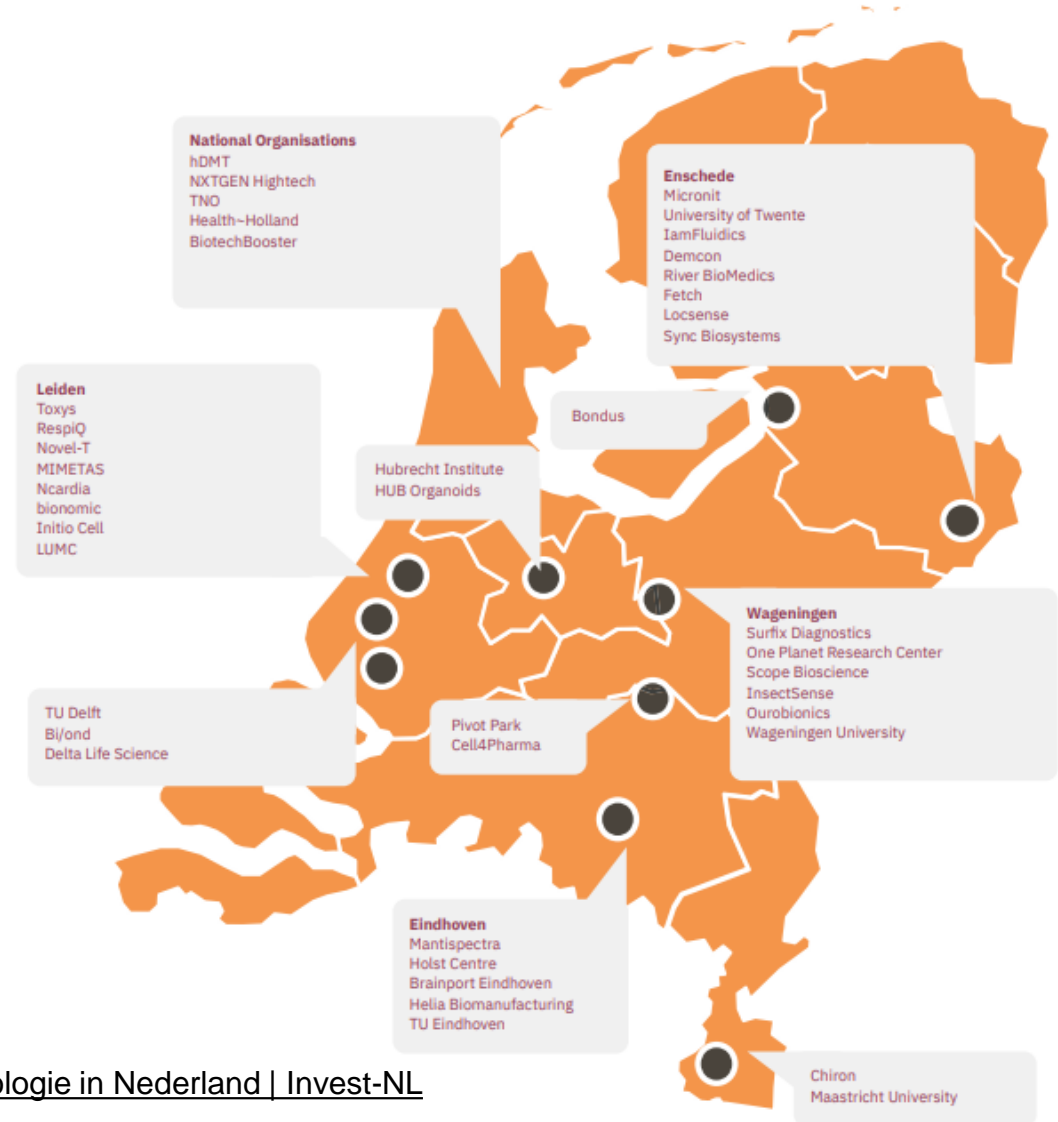 National Organisations
hDMT
NXTGEN Hightech
TNO
Health~Holland
BiotechBooster
Enschede
Micronit
University of Twente
IamFluidics
Demcon
River BioMedics
Fetch
Locsense
Sync Biosystems
Leiden
Toxys
RespiQ
Novel-T
MIMETAS
Ncardia
bionomic
Initio Cell
LUMC
Bondus
Hubrecht Institute
HUB Organoids
Wageningen
Surfix Diagnostics
One Planet Research Center
Scope Bioscience
InsectSense
Ourobionics
Wageningen University
TU Delft
Bi/ond
Delta Life Science
Pivot Park
Cell4Pharma
Eindhoven
Mantispectra
Holst Centre
Brainport Eindhoven
Helia Biomanufacturing
TU Eindhoven
Chiron
Maastricht University
ologie in Nederland | Invest-NL